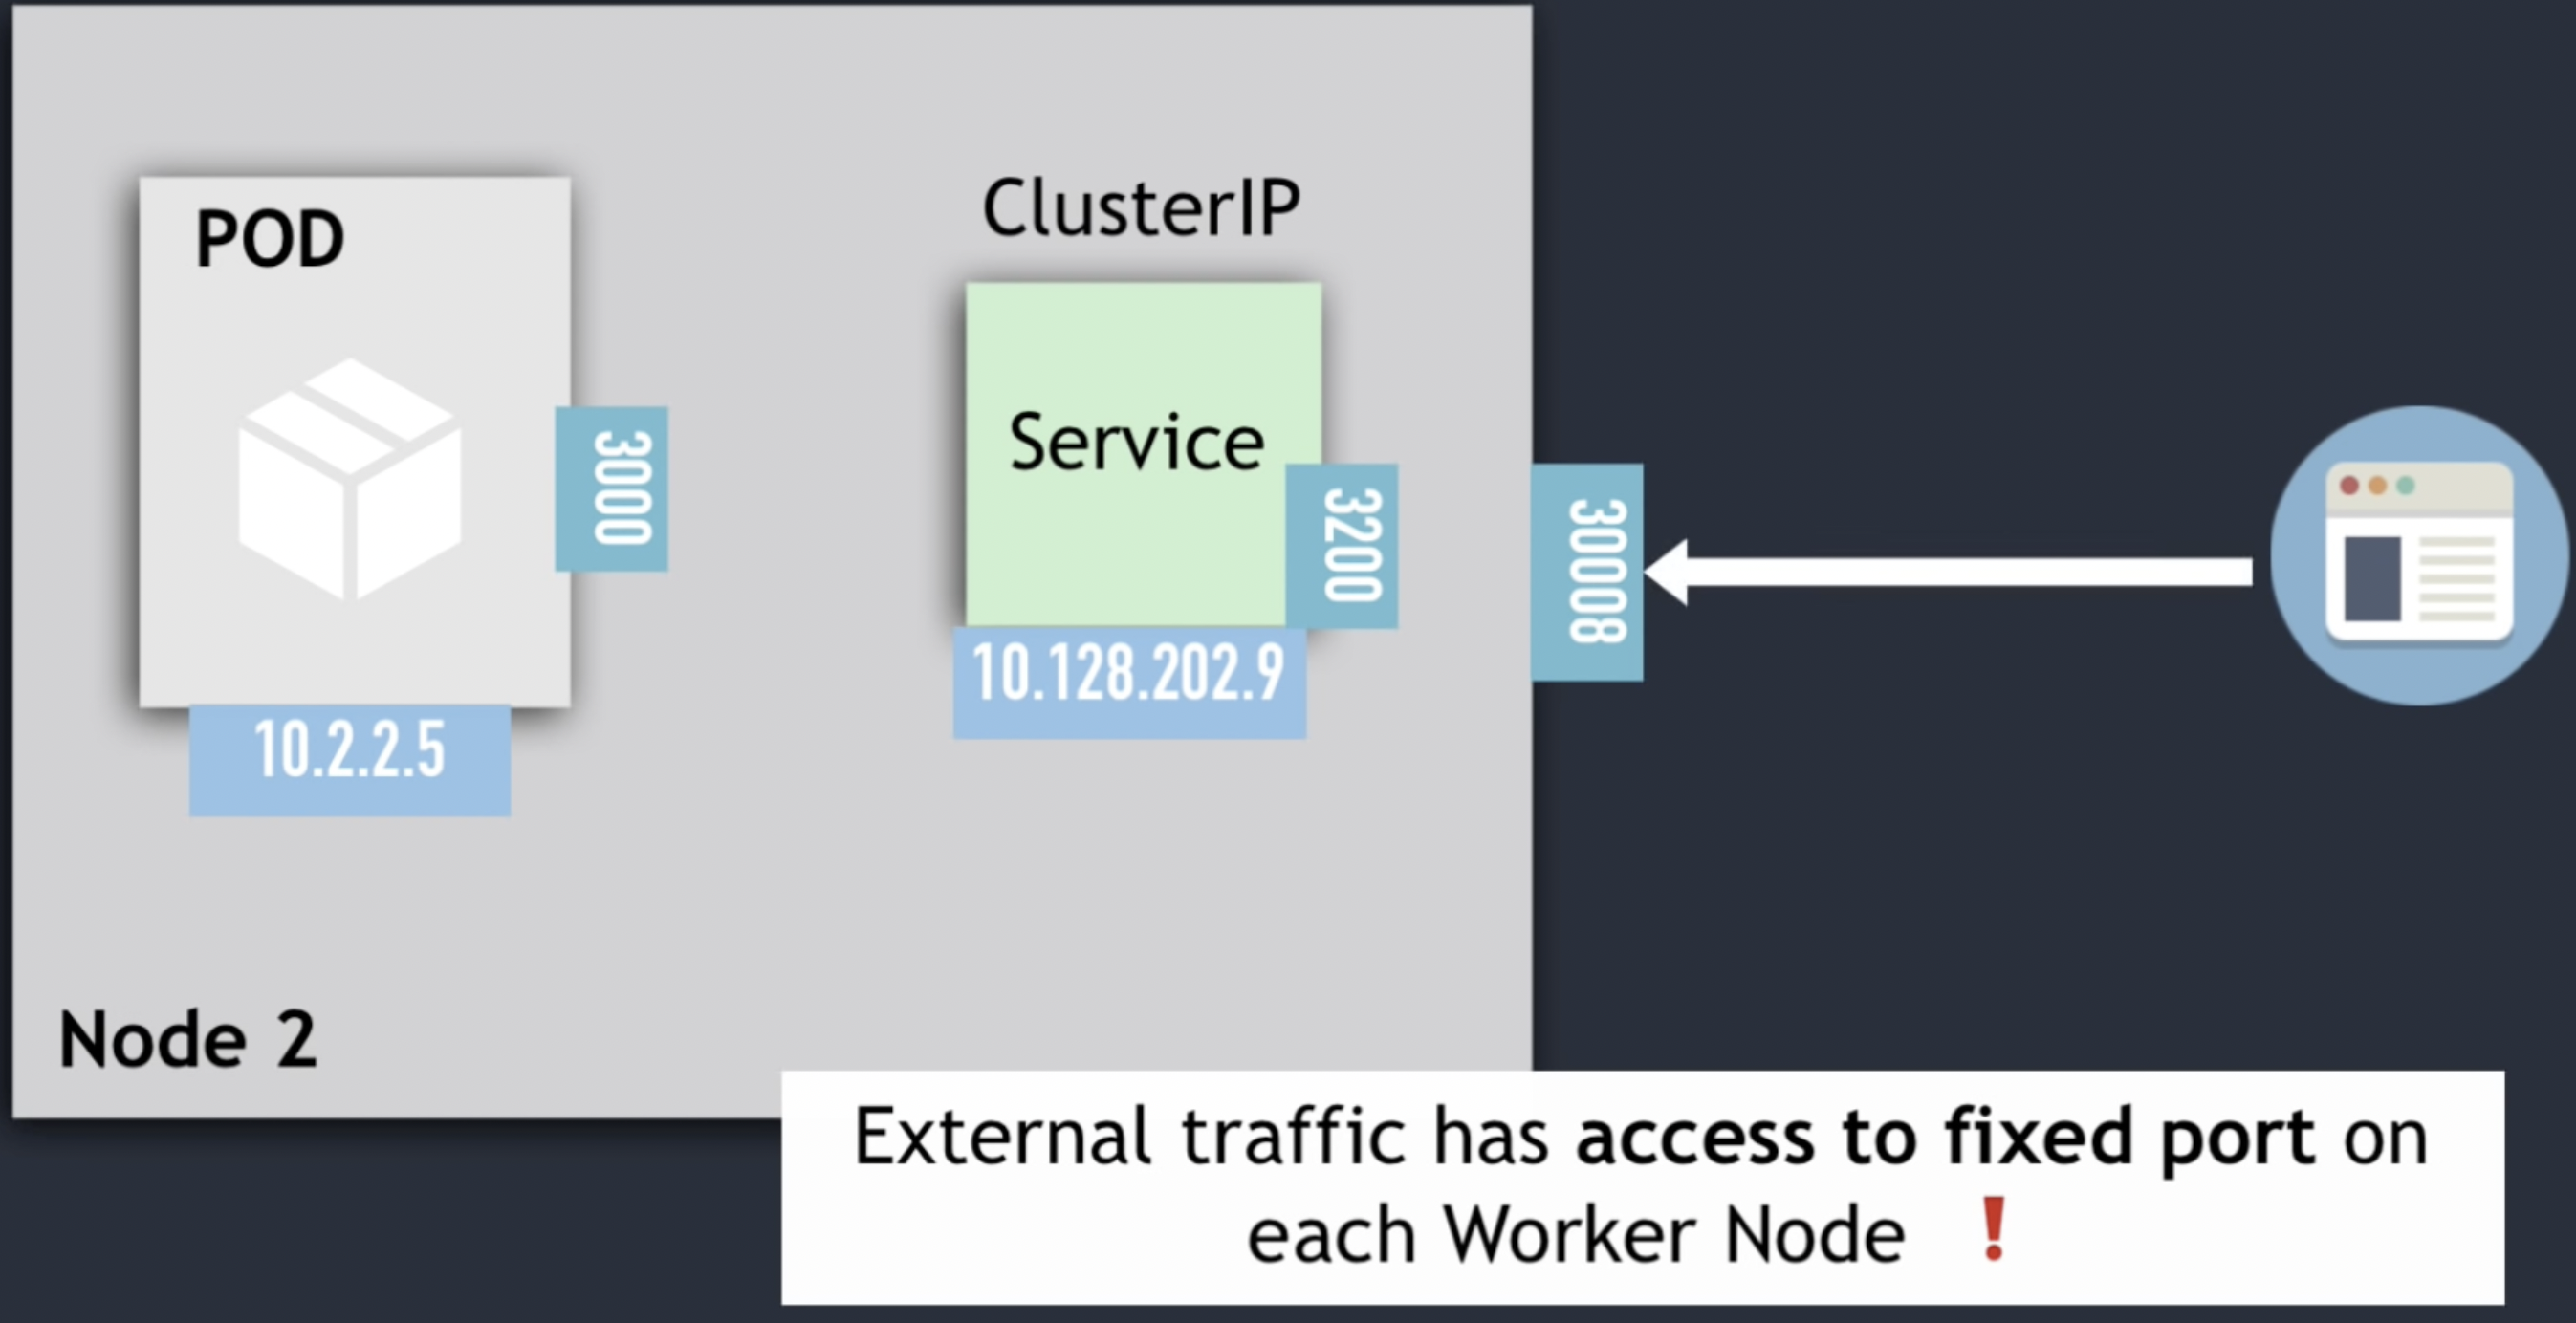 POD
3000
10.2.2.5
ClusterIP
Service
3200
10.128.202.9
30008
Node 2
External traffic has access to fixed port on
each Worker Node ❗